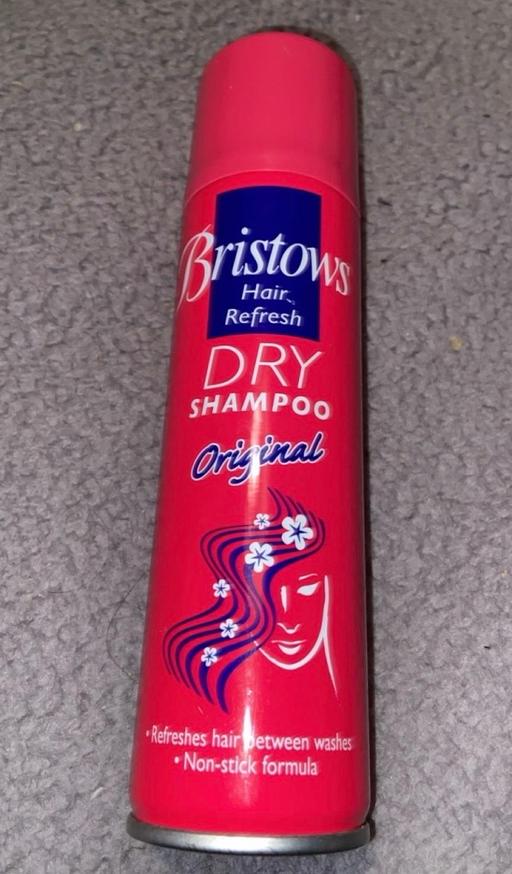 Bristows
Hair
Refresh
DRY
SHAMPOO
Original
• Refreshes hair between washes
• Non-stick formula